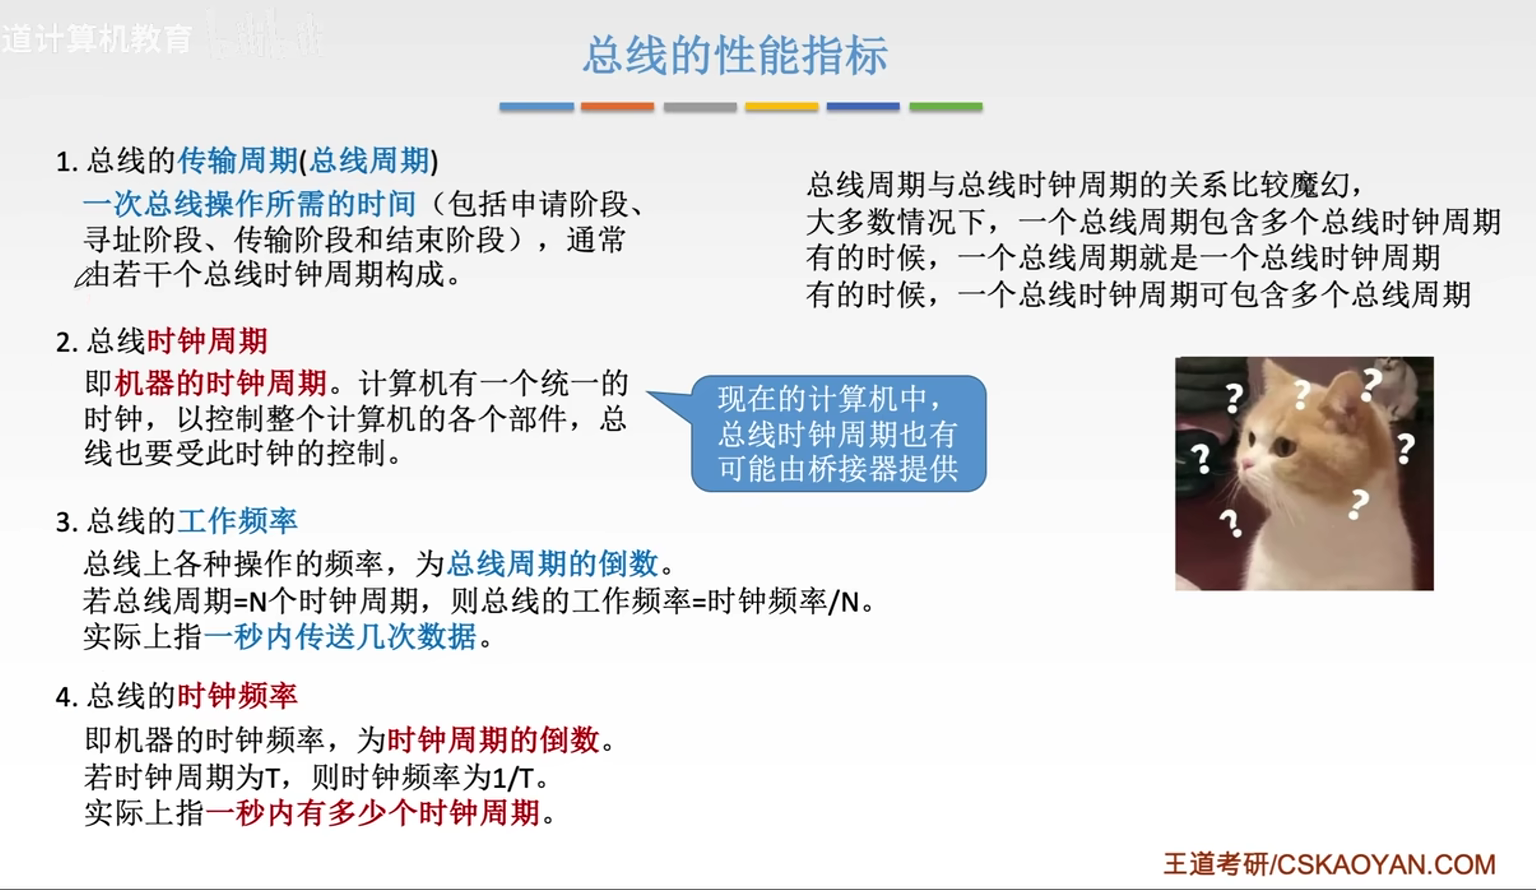 道计算机教育
总线的性能指标
1. 总线的传输周期(总线周期)
一次总线操作所需的时间（包括申请阶段、
寻址阶段、传输阶段和结束阶段），通常
由若干个总线时钟周期构成。
总线周期与总线时钟周期的关系比较魔幻，
大多数情况下，一个总线周期包含多个总线时钟周期
有的时候，一个总线周期就是一个总线时钟周期
有的时候，一个总线时钟周期可包含多个总线周期
2. 总线时钟周期
即机器的时钟周期。计算机有一个统一的
时钟，以控制整个计算机的各个部件，总
线也要受此时钟的控制。
现在的计算机中，
总线时钟周期也有
可能由桥接器提供
? ? ?
? ?
? ?
3. 总线的工作频率
总线上各种操作的频率，为总线周期的倒数。
若总线周期=N个时钟周期，则总线的工作频率=时钟频率/N。
实际上指一秒内传送几次数据。
4. 总线的时钟频率
即机器的时钟频率，为时钟周期的倒数。
若时钟周期为T，则时钟频率为1/T。
实际上指一秒内有多少个时钟周期。
王道考研/CSKAOYAN.COM